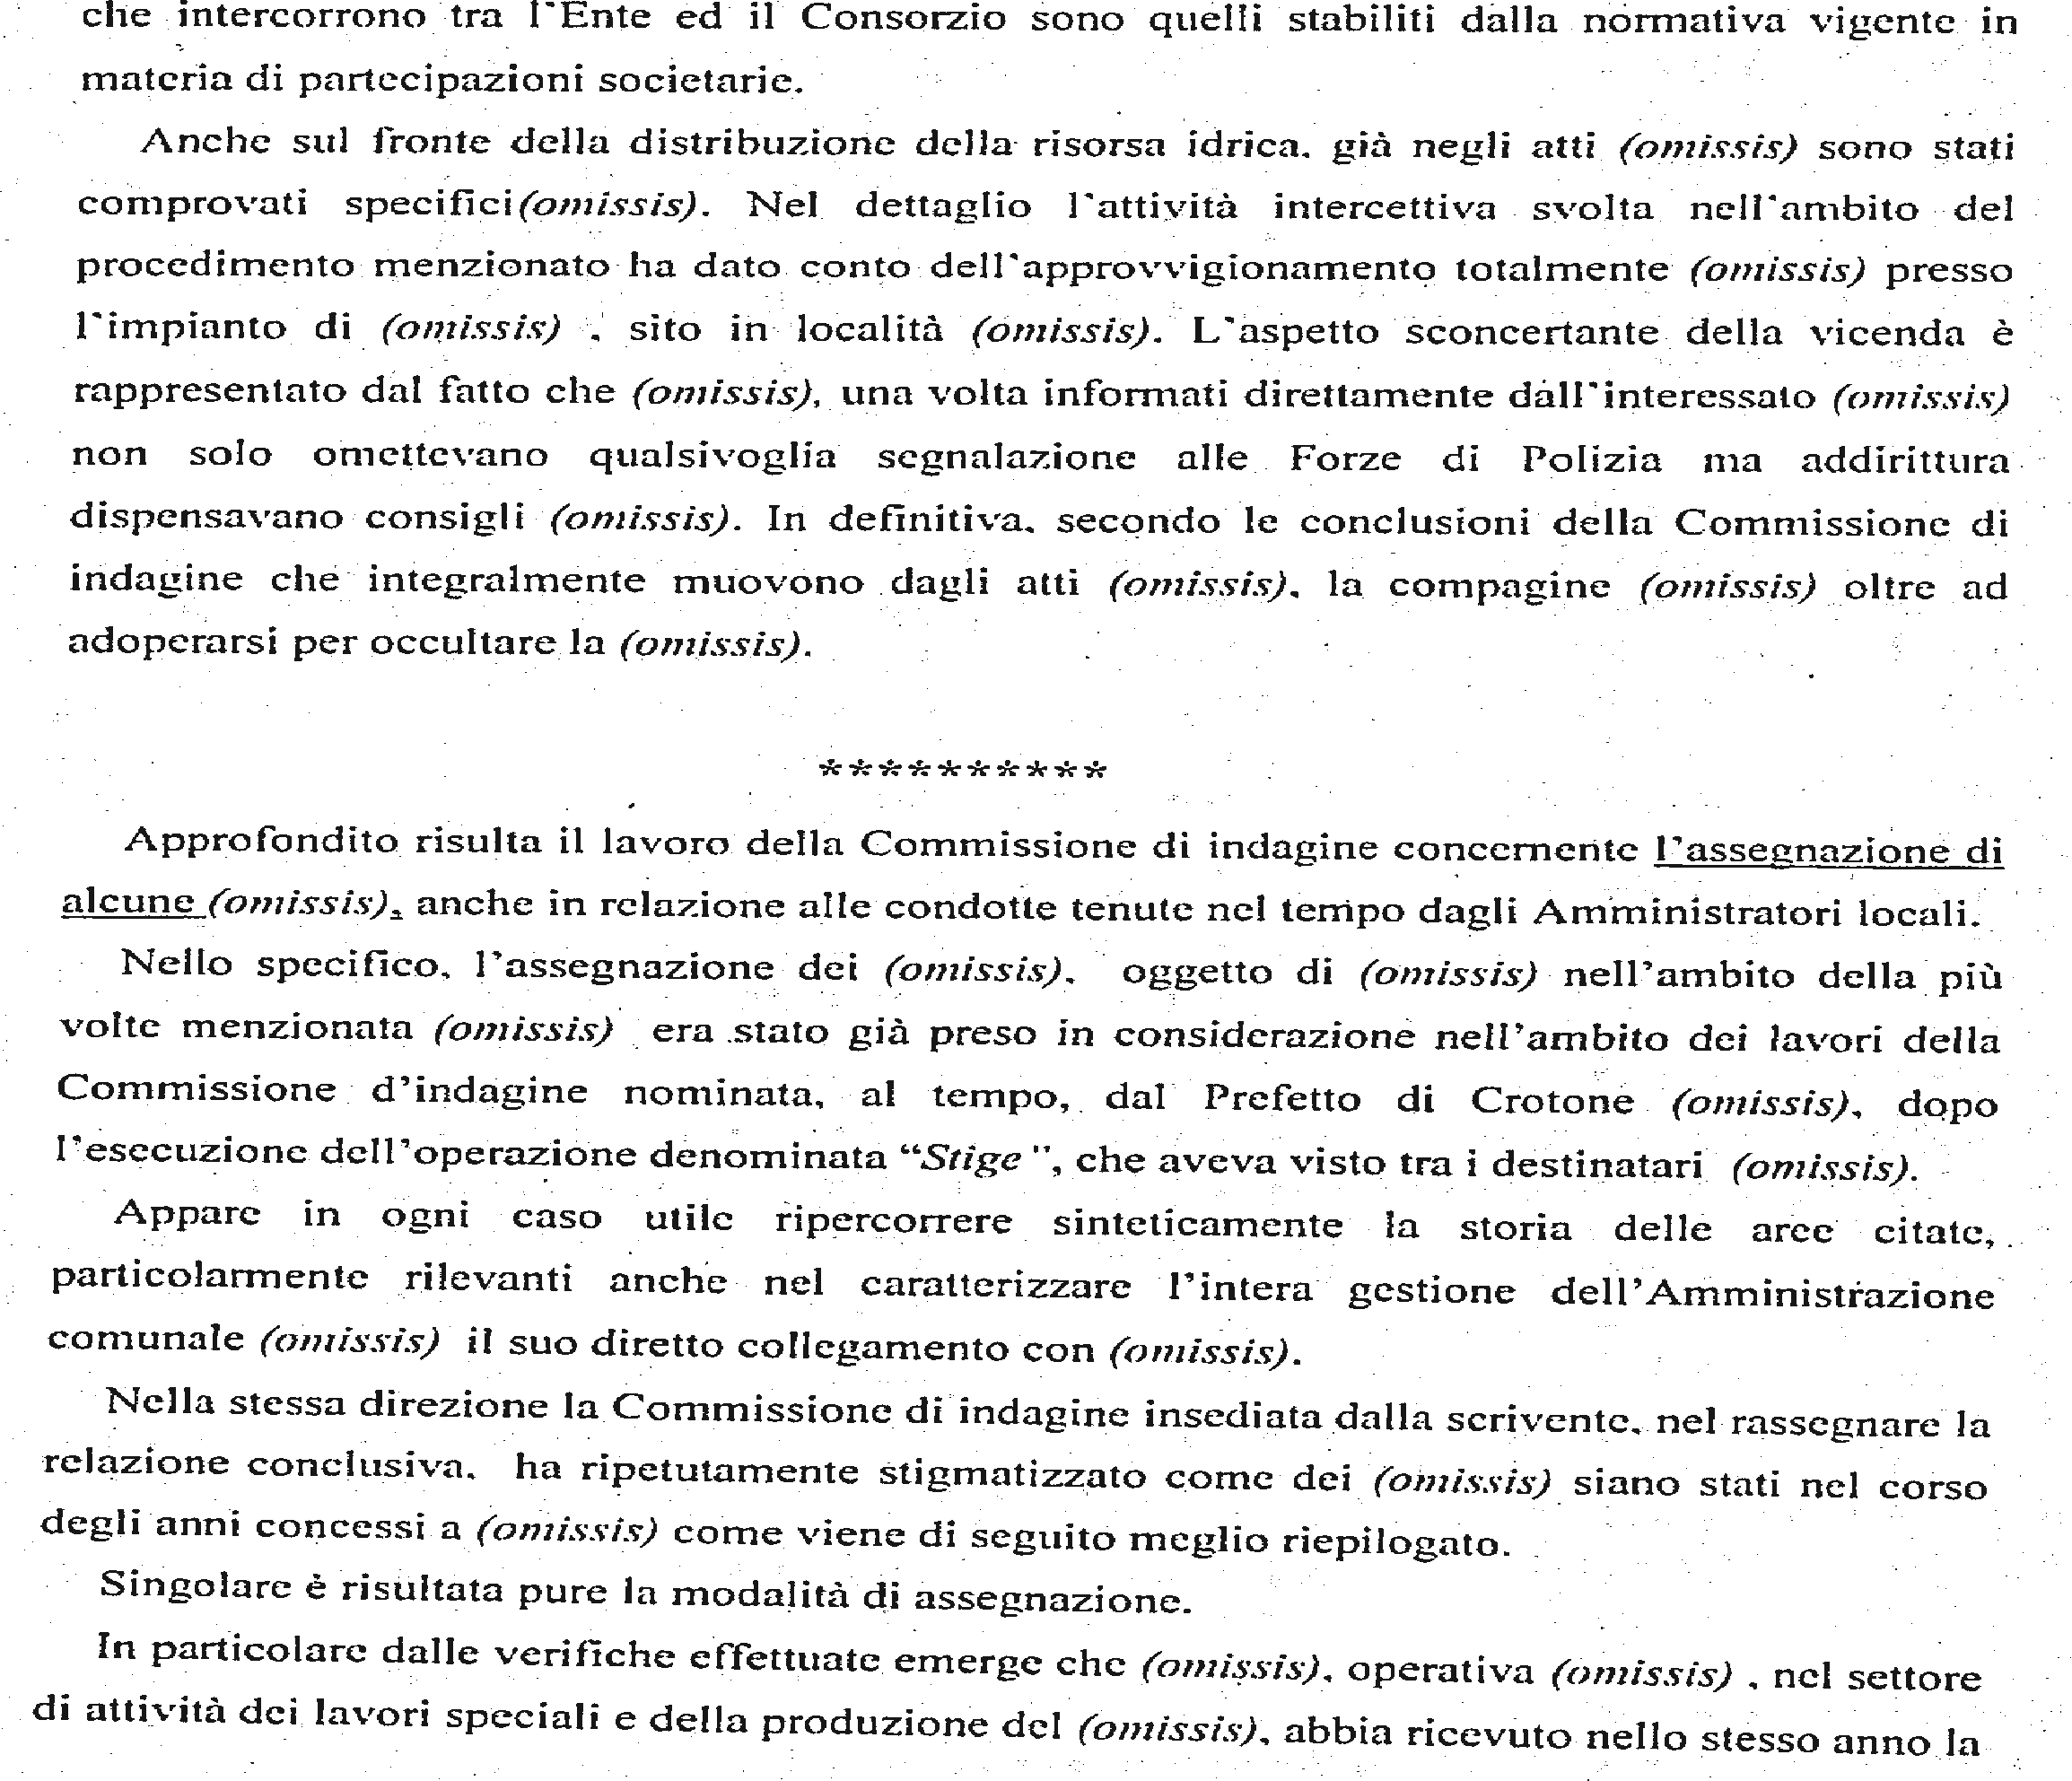 che intercorrono tra l'Ente ed il Consorzio sono quelli stabiliti dalla normativa vigente in
materia di partecipazioni societarie.
Anche sul fronte della distribuzione della risorsa idrica, già negli atti (omissis) sono stati
comprovati specifici(omissis). Nel dettaglio l'attività intercettiva svolta nell'ambito del
procedimento menzionato ha dato conto dell'approvvigionamento totalmente (omissis) presso
l'impianto di (omissis) , sito in località (omissis). L'aspetto sconcertante della vicenda è
rappresentato dal fatto che (omissis), una volta informati direttamente dall'interessato (omissis)
non solo omettevano qualsivoglia segnalazione alle Forze di Polizia ma addirittura
dispensavano consigli (omissis). In definitiva, secondo le conclusioni della Commissione di
indagine che integralmente muovono dagli atti (omissis), la compagine (omissis) oltre ad
adoperarsi per occultare la (omissis).
**********
Approfondito risulta il lavoro della Commissione di indagine concernente l'assegnazione di
alcune (omissis), anche in relazione alle condotte tenute nel tempo dagli Amministratori locali.
Nello specifico, l'assegnazione dei (omissis), oggetto di (omissis) nell'ambito della più
volte menzionata (omissis) era stato già preso in considerazione nell'ambito dei lavori della
Commissione d'indagine nominata, al tempo, dal Prefetto di Crotone (omissis), dopo
l'esecuzione dell'operazione denominata “Stige ", che aveva visto tra i destinatari (omissis).
Appare in ogni caso utile ripercorrere sinteticamente la storia delle aree citate,
particolarmente rilevanti anche nel caratterizzare l'intera gestione dell'Amministrazione
comunale (omissis) il suo diretto collegamento con (omissis).
Nella stessa direzione la Commissione di indagine insediata dalla scrivente, nel rassegnare la
relazione conclusiva, ha ripetutamente stigmatizzato come dei (omissis) siano stati nel corso
degli anni concessi a (omissis) come viene di seguito meglio riepilogato.
Singolare è risultata pure la modalità di assegnazione.
In particolare dalle verifiche effettuate emerge che (omissis), operativa (omissis) , nel settore
di attività dei lavori speciali e della produzione del (omissis), abbia ricevuto nello stesso anno la